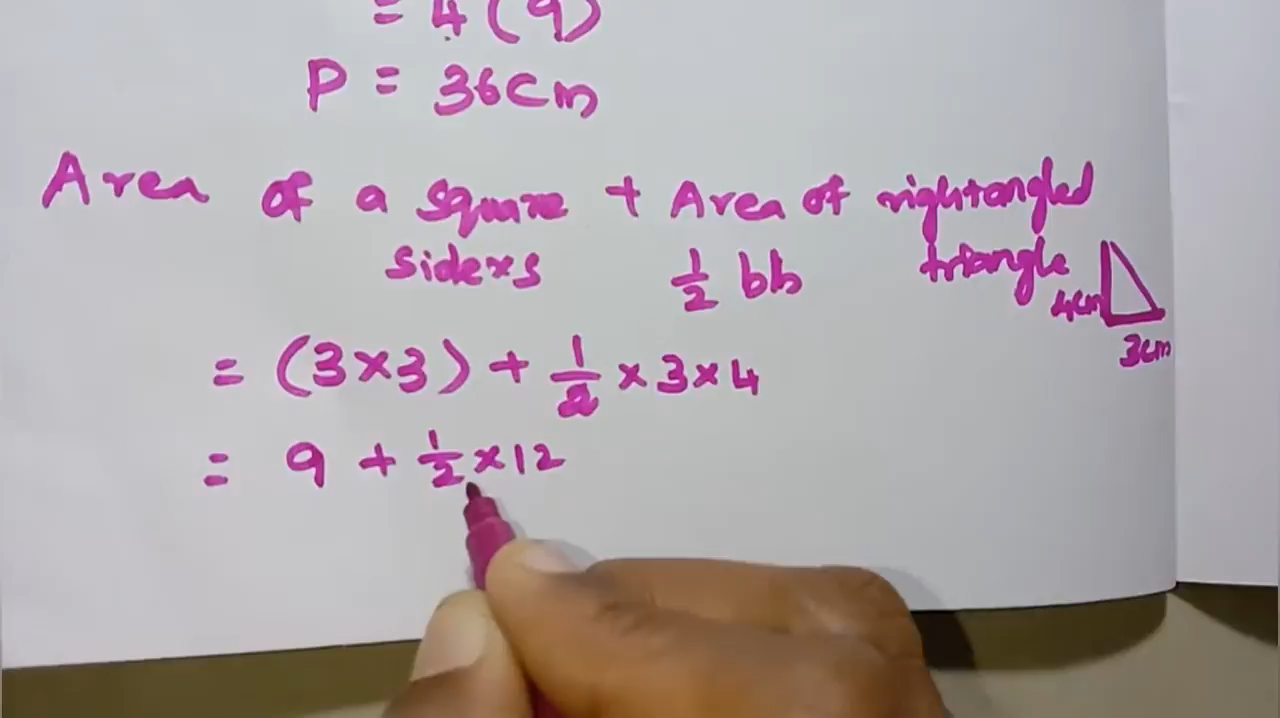 = 4 (9)
P = 36Cm
Area of a square + Area of rightangled
sidexs 1/2 bh triangle
4cm
3cm
= (3×3) + 1/2 × 3 × 4
= 9 + 1/2 × 12